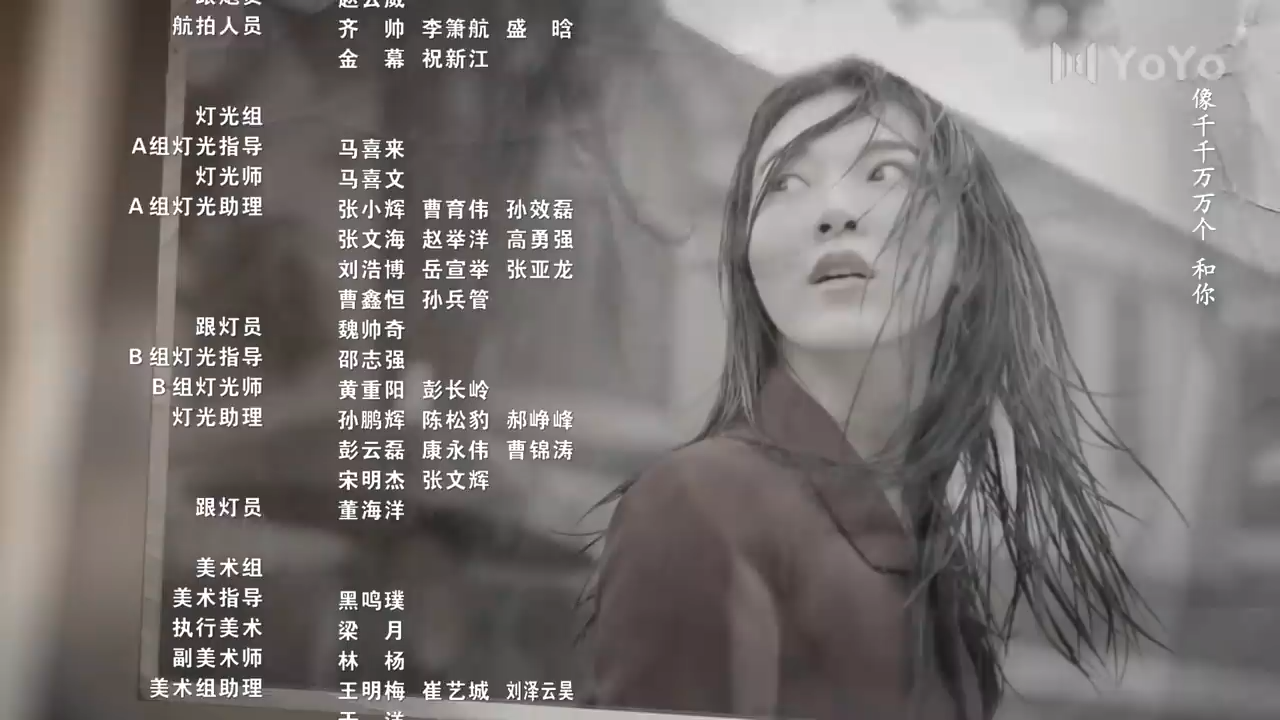 航拍人员 齐 帅 李箫航 盛 晗
金 幕 祝新江
灯光组
A组灯光指导 马喜来
灯光师 马喜文
A组灯光助理 张小辉 曹育伟 孙效磊
张文海 赵举洋 高勇强
刘浩博 岳宣举 张亚龙
曹鑫恒 孙兵管
跟灯员 魏帅奇
B组灯光指导 邵志强
B组灯光师 黄重阳 彭长岭
灯光助理 孙鹏辉 陈松豹 郝峥峰
彭云磊 康永伟 曹锦涛
宋明杰 张文辉
跟灯员 董海洋
美术组
美术指导 黑鸣璞
执行美术 梁 月
副美术师 林 杨
美术组助理 王明梅 崔艺城 刘泽云昊
YoYo
像千千万万个 和你